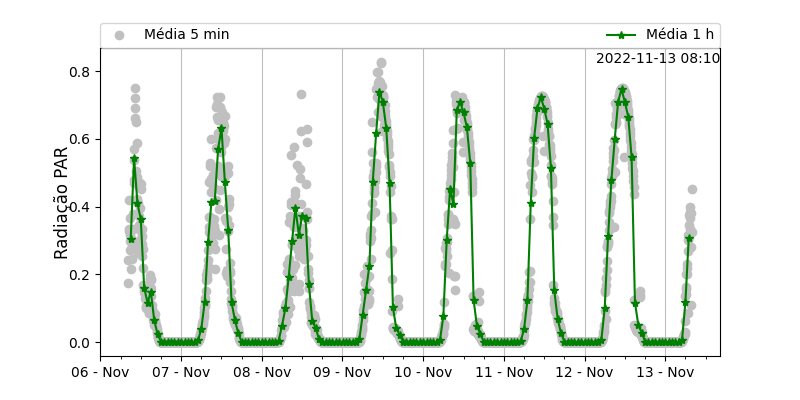 Média 5 min
Média 1 h
2022-11-13 08:10
Radiação PAR
0.8
0.6
0.4
0.2
0.0
06 - Nov
07 - Nov
08 - Nov
09 - Nov
10 - Nov
11 - Nov
12 - Nov
13 - Nov